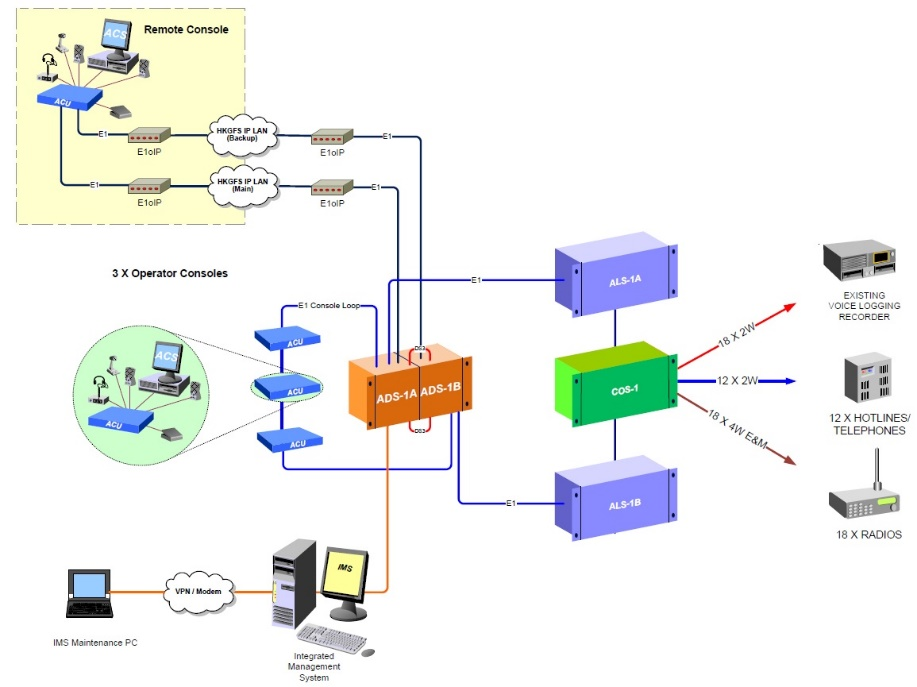 Remote Console
ACS
ACU
E1
E1oIP
HKGFS IP LAN
(Backup)
E1oIP
E1
E1
E1oIP
HKGFS IP LAN
(Main)
E1oIP
E1
3 X Operator Consoles
E1 Console Loop
ACU
ACS
ACU
ACU
ACU
DS3
ADS-1A
ADS-1B
DS3
E1
ALS-1A
COS-1
E1
ALS-1B
18 X 2W
12 X 2W
18 X 4W E&M
EXISTING
VOICE LOGGING
RECORDER
12 X HOTLINES/
TELEPHONES
18 X RADIOS
IMS
VPN / Modem
IMS Maintenance PC
Integrated
Management
System